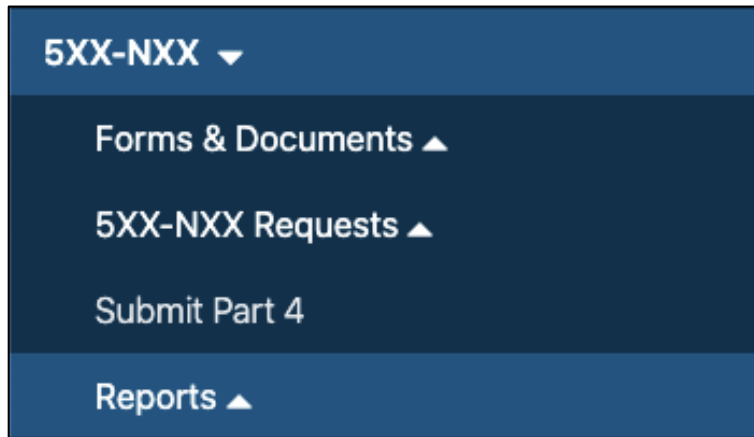 5XX-NXX
Forms & Documents
5XX-NXX Requests
Submit Part 4
Reports